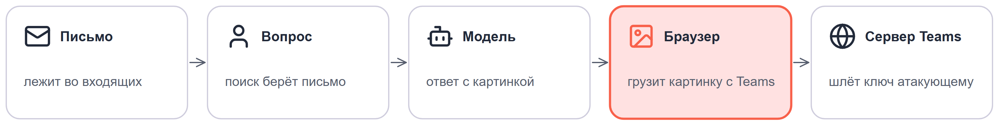 Письмо
лежит во входящих
Вопрос
поиск берёт письмо
Модель
ответ с картинкой
Браузер
грузит картинку с Teams
Сервер Teams
шлёт ключ атакующему